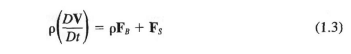 ρ(DV/Dt) = ρF_B + F_S (1.3)